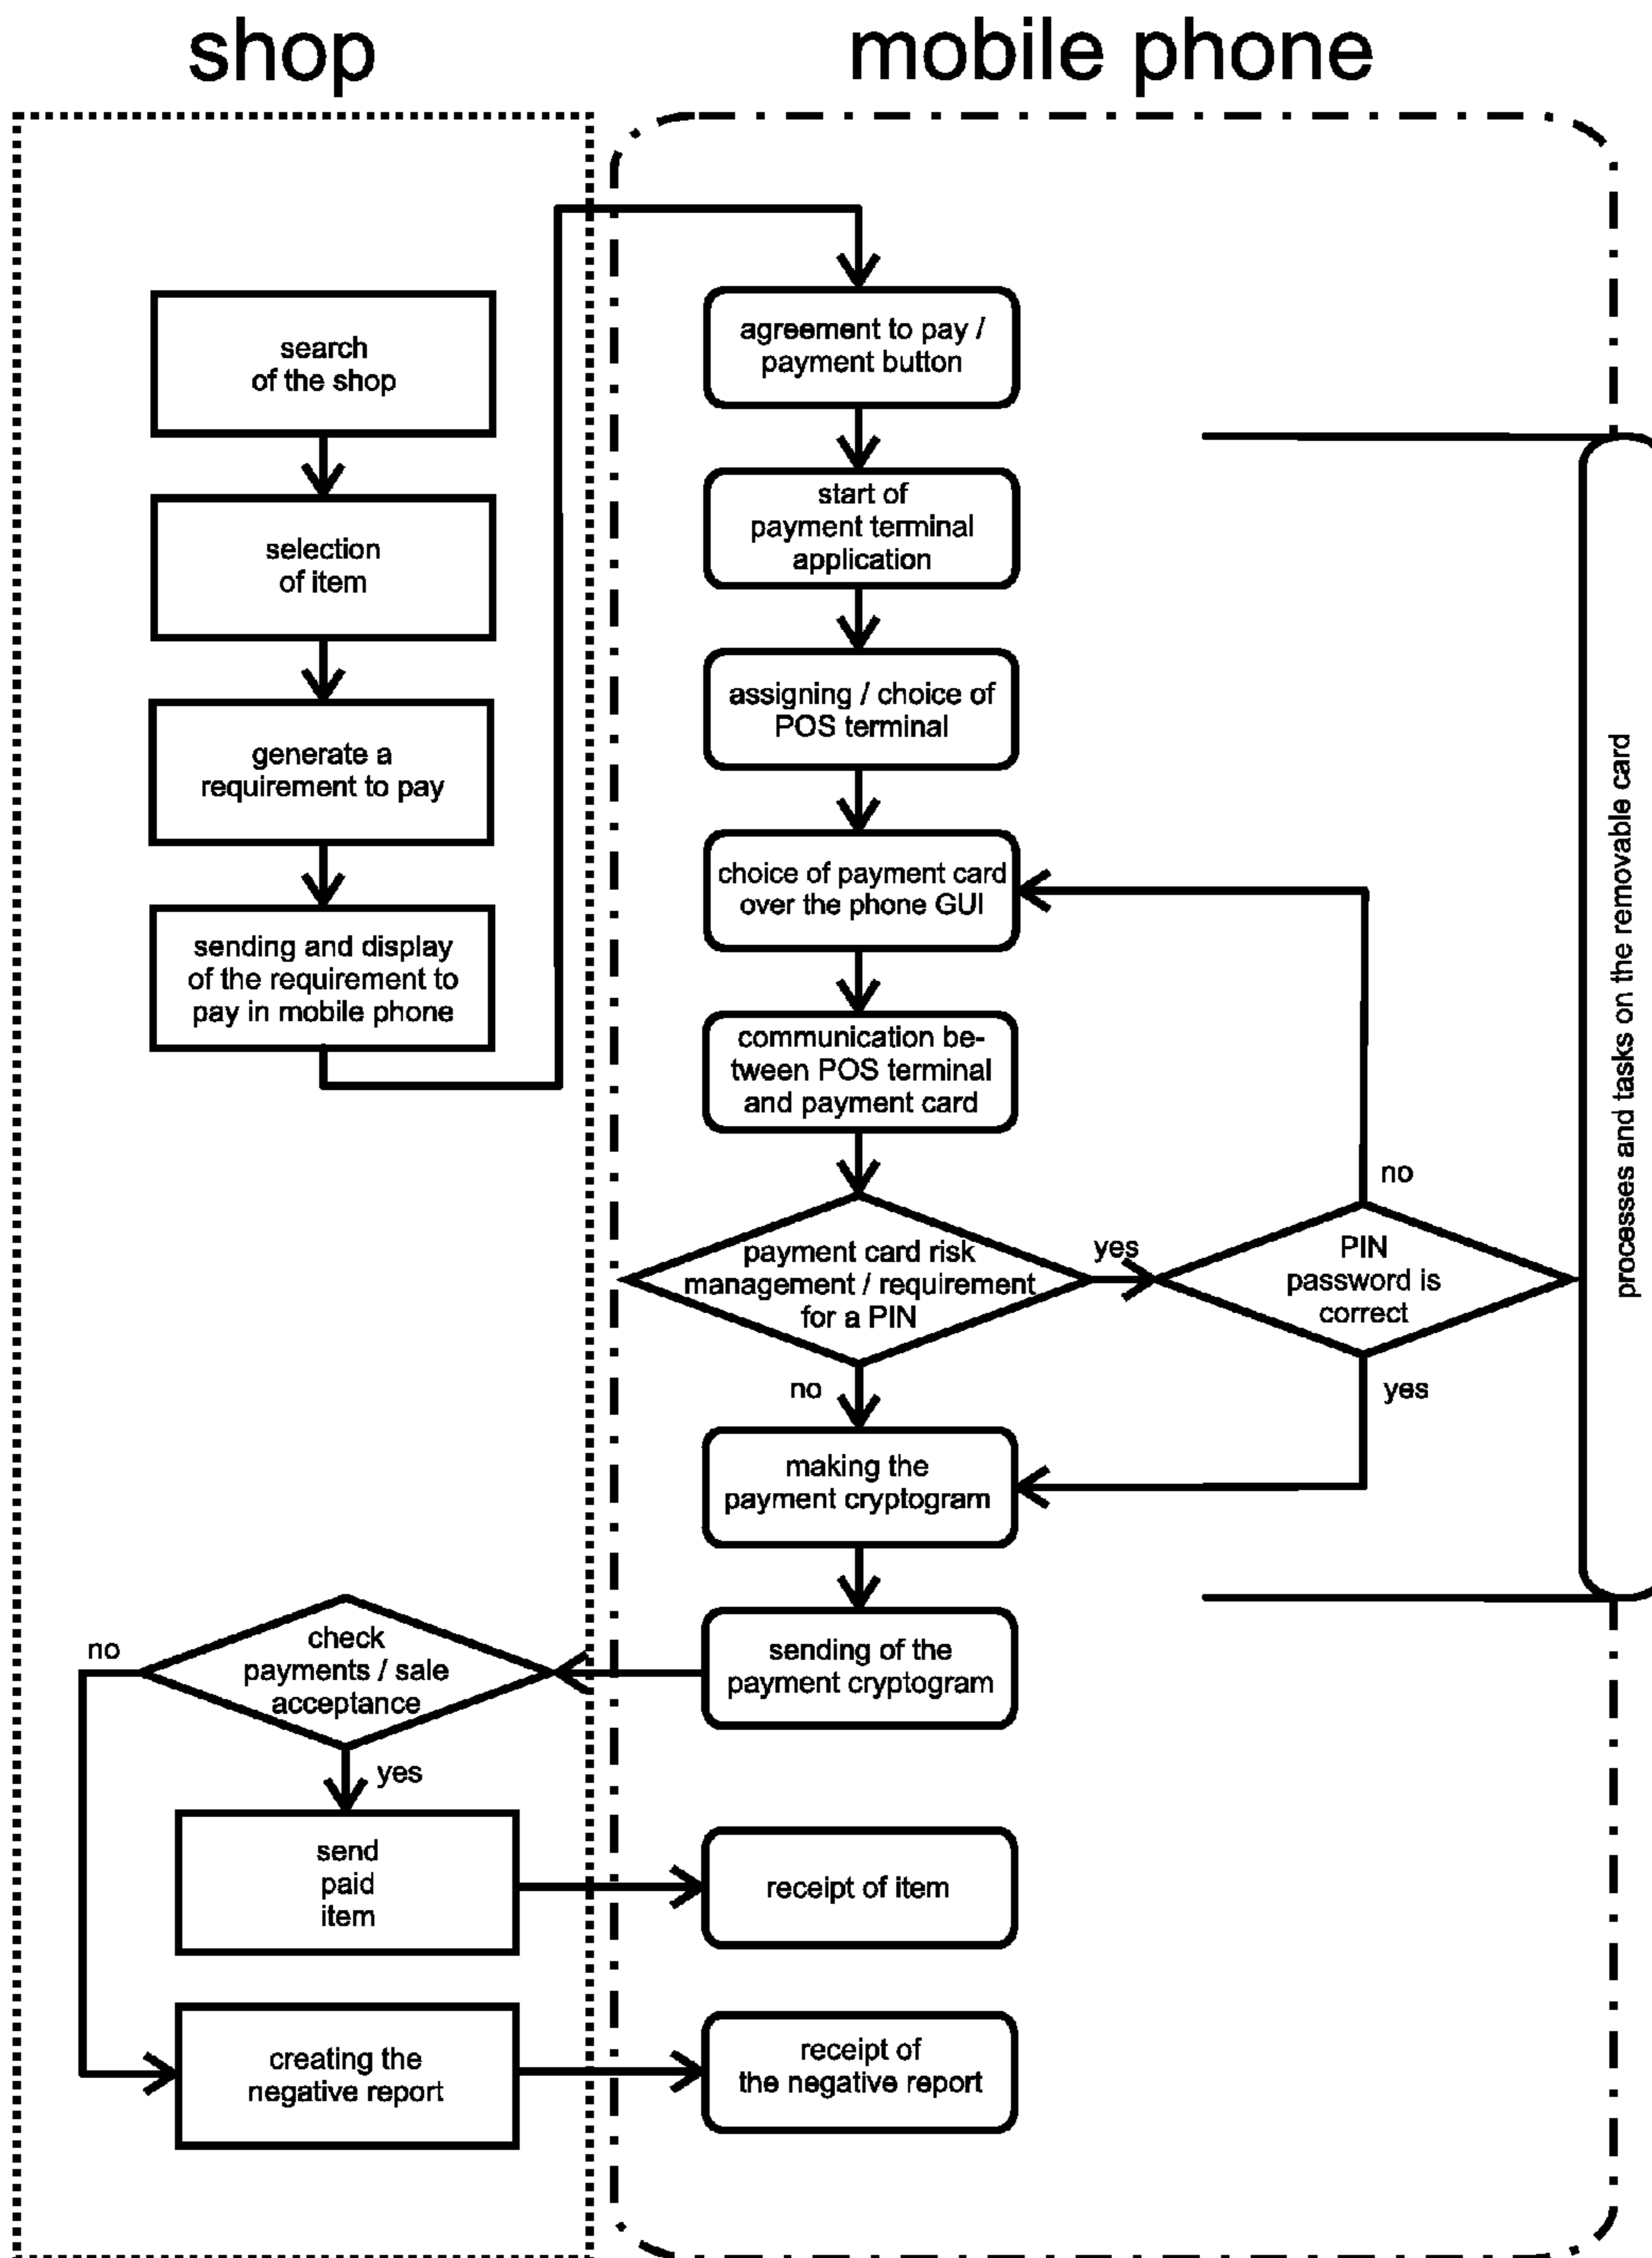 shop
mobile phone
search
of the shop
selection
of item
generate a
requirement to pay
sending and display
of the requirement to
pay in mobile phone
agreement to pay /
payment button
start of
payment terminal
application
assigning / choice of
POS terminal
choice of payment card
over the phone GUI
communication be-
tween POS terminal
and payment card
payment card risk
management / requirement
for a PIN
yes
no
PIN
password is
correct
no
yes
processes and tasks on the removable card
making the
payment cryptogram
sending of the
payment cryptogram
check
payments / sale
acceptance
no
yes
send
paid
item
receipt of item
creating the
negative report
receipt of
the negative report